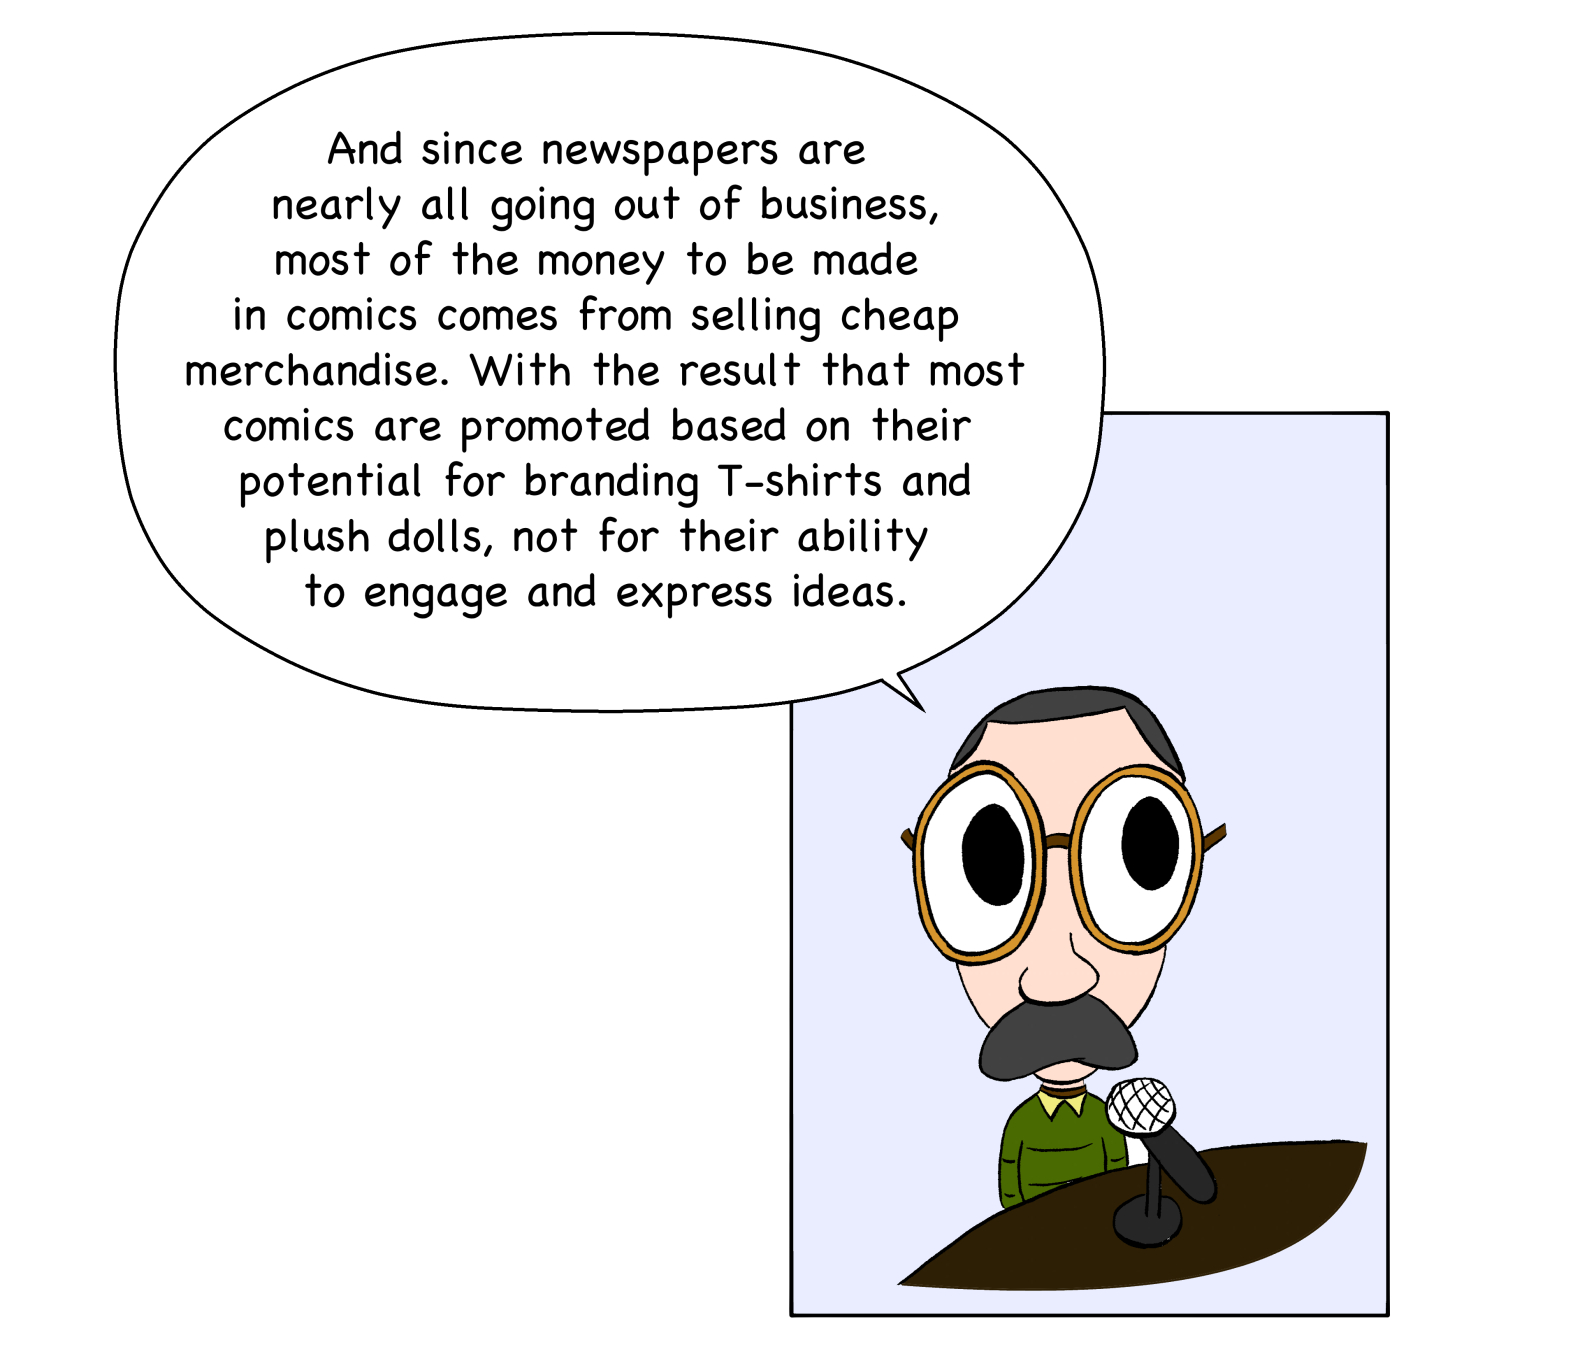 And since newspapers are
nearly all going out of business,
most of the money to be made
in comics comes from selling cheap
merchandise. With the result that most
comics are promoted based on their
potential for branding T-shirts and
plush dolls, not for their ability
to engage and express ideas.